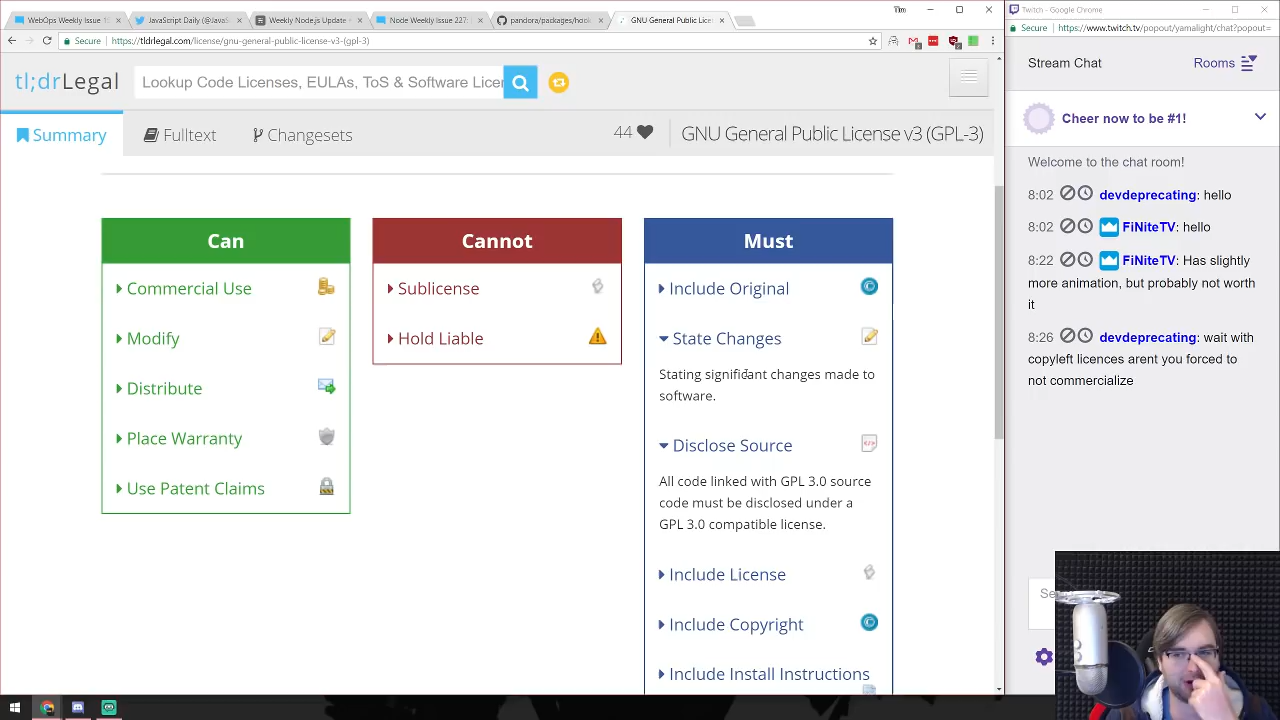 WebOps Weekly Issue 1
JavaScript Daily (@JavaS
Weekly Node.js Update -
Node Weekly Issue 227:
pandora/packages/hook
GNU General Public Licen
Tim
Secure
https://tldrlegal.com/license/gnu-general-public-license-v3-(gpl-3)
tl;drLegal
Lookup Code Licenses, EULAs, ToS & Software Licen
Summary
Fulltext
Changesets
44
GNU General Public License v3 (GPL-3)
Can
Commercial Use
Modify
Distribute
Place Warranty
Use Patent Claims
Cannot
Sublicense
Hold Liable
Must
Include Original
State Changes
Stating significant changes made to
software.
Disclose Source
All code linked with GPL 3.0 source
code must be disclosed under a
GPL 3.0 compatible license.
Include License
Include Copyright
Include Install Instructions
Twitch - Google Chrome
Secure
https://www.twitch.tv/popout/yamalight/chat?popout=
Stream Chat
Rooms
Cheer now to be #1!
Welcome to the chat room!
8:02 devdeprecating: hello
8:02 FiNiteTV: hello
8:22 FiNiteTV: Has slightly
more animation, but probably not worth
it
8:26 devdeprecating: wait with
copyleft licences arent you forced to
not commercialize